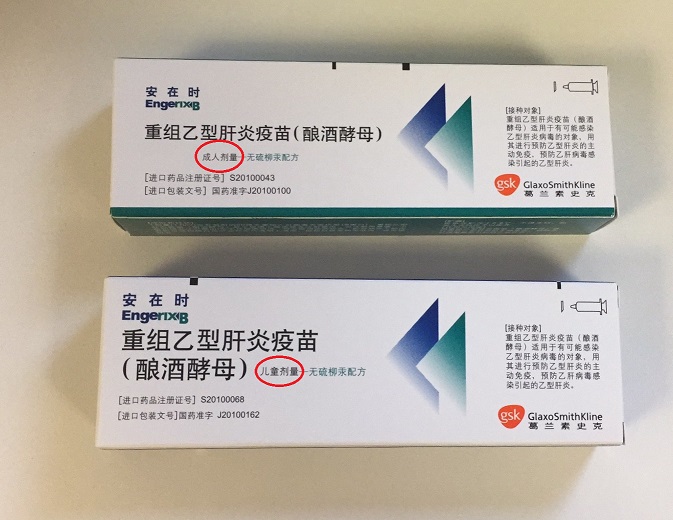 安在时
Engerix-B
重组乙型肝炎疫苗（酿酒酵母）
成人剂量—无硫柳汞配方
[进口药品注册证号] S20100043
[进口包装文号] 国药准字J20100100
[接种对象]
重组乙型肝炎疫苗（酿酒
酵母）适用于有可能感染
乙型肝炎病毒的对象，用
其进行预防乙型肝炎的主
动免疫、预防乙肝病毒感
染引起的乙型肝炎。
gsk GlaxoSmithKline
葛兰素史克
安在时
Engerix-B
重组乙型肝炎疫苗
（酿酒酵母）儿童剂量—无硫柳汞配方
[进口药品注册证号] S20100068
[进口包装文号]国药准字 J20100162
[接种对象]
重组乙型肝炎疫苗（酿酒
酵母）适用于有可能感染
乙型肝炎病毒的对象，用
其进行预防乙型肝炎的主
动免疫、预防乙肝病毒感
染引起的乙型肝炎。
gsk GlaxoSmithKline
葛兰素史克